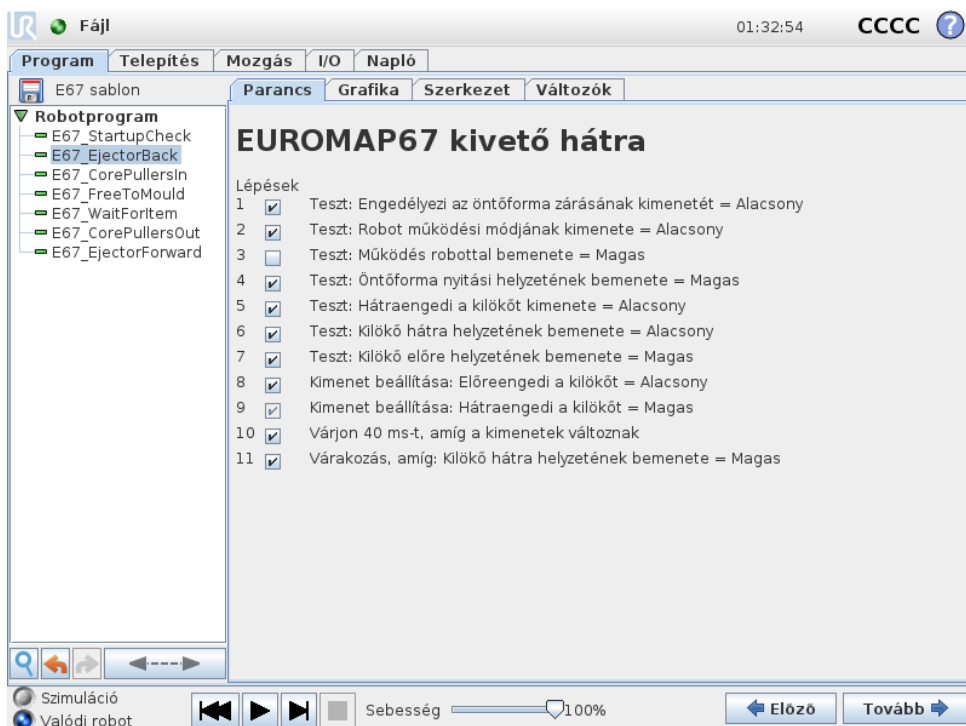 UR Fájl 01:32:54 CCCC ?
Program Telepítés Mozgás I/O Napló
E67 sablon
Parancs Grafika Szerkezet Változók
Robotprogram
E67_StartupCheck
E67_EjectorBack
E67_CorePullersIn
E67_FreeToMould
E67_WaitForItem
E67_CorePullersOut
E67_EjectorForward
EUROMAP67 kivető hátra
Lépések
1 Teszt: Engedélyezi az öntőforma zárásának kimenetét = Alacsony
2 Teszt: Robot működési módjának kimenete = Alacsony
3 Teszt: Működés robottal bemenete = Magas
4 Teszt: Öntőforma nyitási helyzetének bemenete = Magas
5 Teszt: Hátraengedi a kilökőt kimenete = Alacsony
6 Teszt: Kilökő hátra helyzetének bemenete = Alacsony
7 Teszt: Kilökő előre helyzetének bemenete = Magas
8 Kimenet beállítása: Előreengedi a kilökőt = Alacsony
9 Kimenet beállítása: Hátraengedi a kilökőt = Magas
10 Várjon 40 ms-t, amíg a kimenetek változnak
11 Várakozás, amíg: Kilökő hátra helyzetének bemenete = Magas
Szimuláció
Valódi robot
Sebesség 100%
Elözö
Tovább